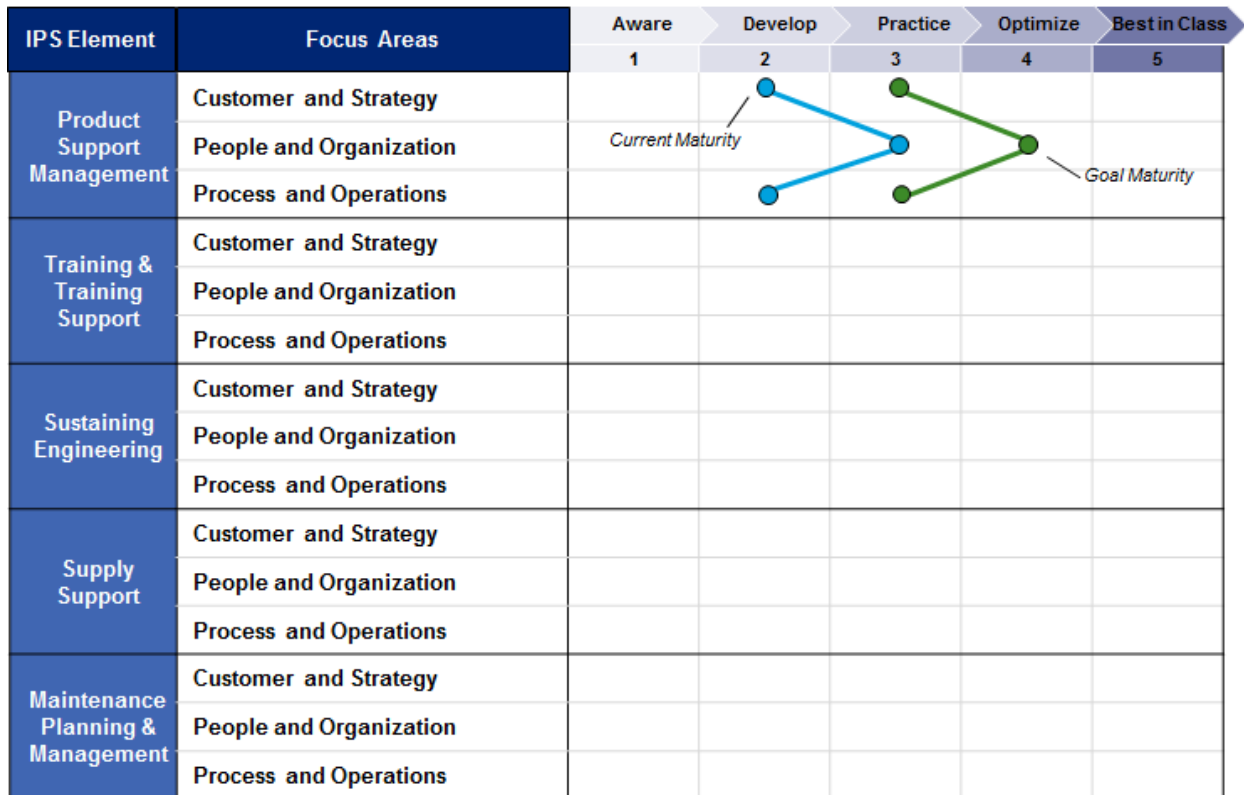 IPS Element
Focus Areas
Aware
Develop
Practice
Optimize
Best in Class
1
2
3
4
5
Product
Support
Management
Customer and Strategy
People and Organization
Process and Operations
Current Maturity
Goal Maturity
Training &
Training
Support
Customer and Strategy
People and Organization
Process and Operations
Sustaining
Engineering
Customer and Strategy
People and Organization
Process and Operations
Supply
Support
Customer and Strategy
People and Organization
Process and Operations
Maintenance
Planning &
Management
Customer and Strategy
People and Organization
Process and Operations